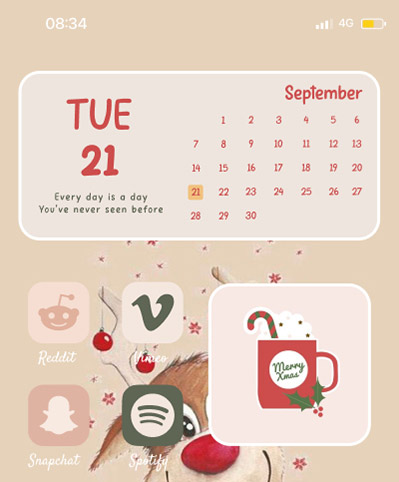 08:34
4G
TUE
21
Every day is a day
You've never seen before
September
1 2 3 4 5 6
7 8 9 10 11 12 13
14 15 16 17 18 19 20
21 22 23 24 25 26 27
28 29 30
Reddit
Vimeo
Merry
Xmas
Snapchat
Spotify